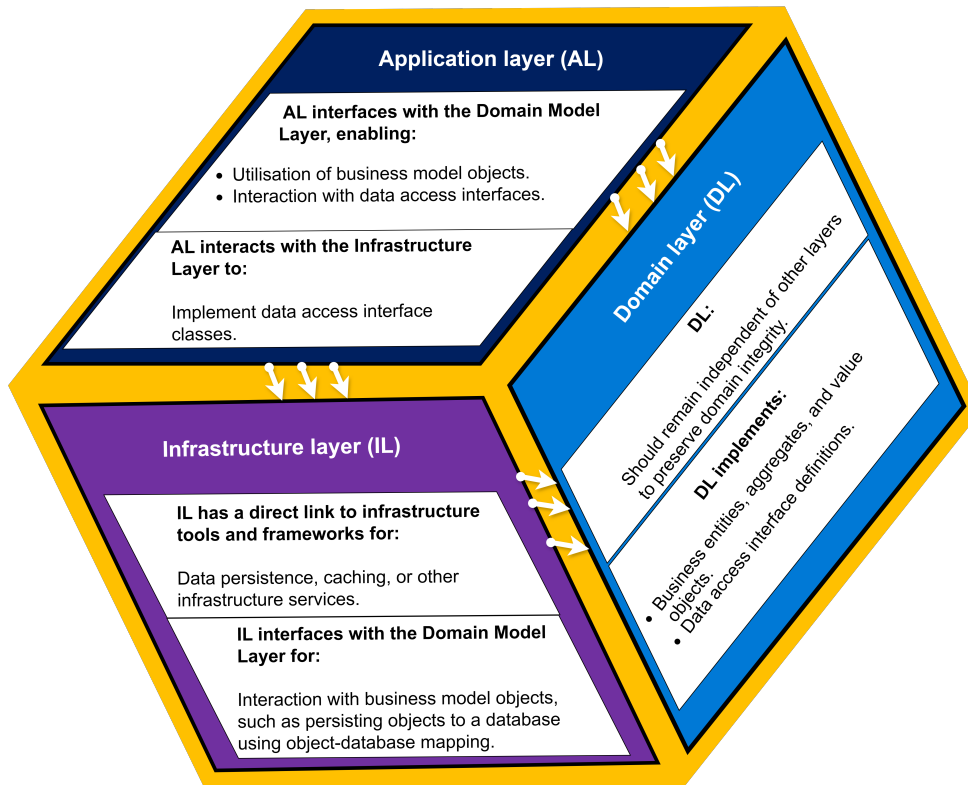 Application layer (AL)
AL interfaces with the Domain Model
Layer, enabling:
• Utilisation of business model objects.
• Interaction with data access interfaces.
AL interacts with the Infrastructure
Layer to:
Implement data access interface
classes.
Domain layer (DL)
DL:
Should remain independent of other layers
to preserve domain integrity.
DL implements:
• Business entities, aggregates, and value
objects.
• Data access interface definitions.
Infrastructure layer (IL)
IL has a direct link to infrastructure
tools and frameworks for:
Data persistence, caching, or other
infrastructure services.
IL interfaces with the Domain Model
Layer for:
Interaction with business model objects,
such as persisting objects to a database
using object-database mapping.